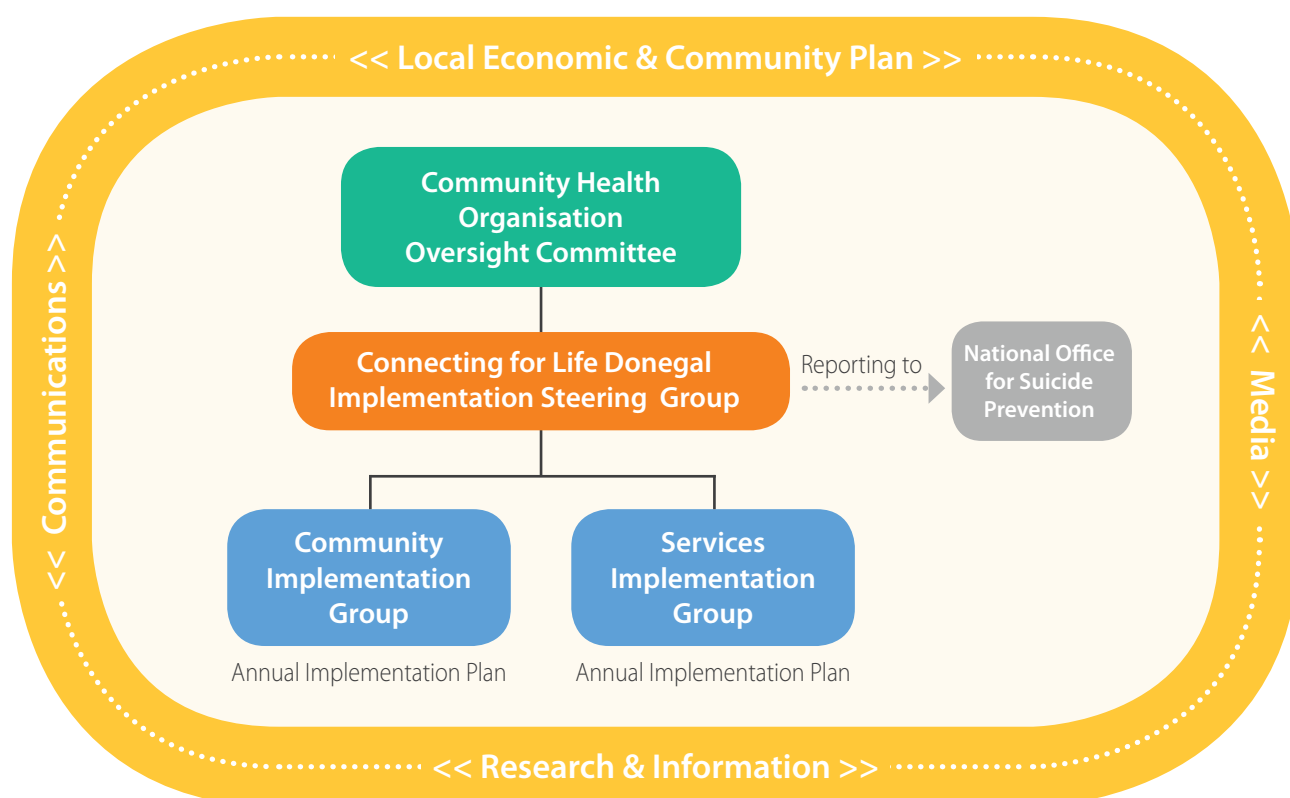 << Local Economic & Community Plan >>
Community Health
Organisation
Oversight Committee
<< Communications >>
Connecting for Life Donegal
Implementation Steering Group
Reporting to
National Office
for Suicide
Prevention
<< Media >>
Community
Implementation
Group
Annual Implementation Plan
Services
Implementation
Group
Annual Implementation Plan
<< Research & Information >>